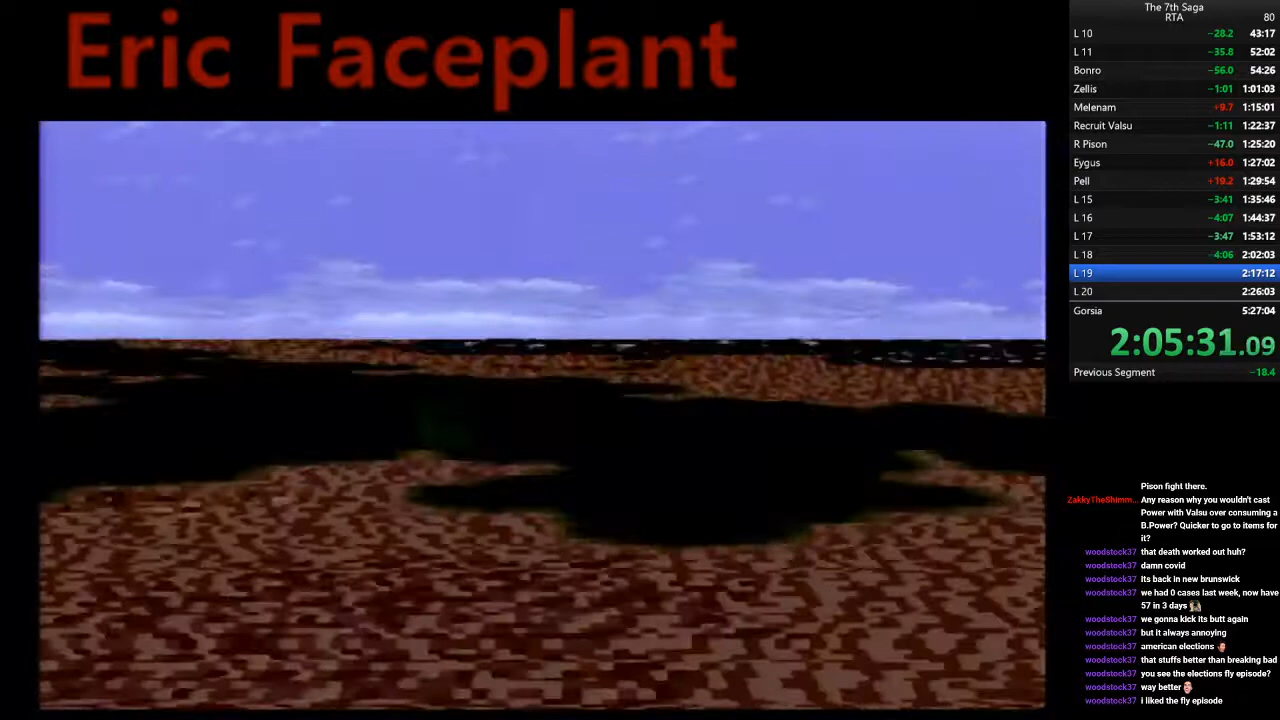 Eric Faceplant
The 7th Saga
RTA 80
L 10 −28.2 43:17
L 11 −35.8 52:02
Bonro −56.0 54:26
Zellis −1:01 1:01:03
Melenam +9.7 1:15:01
Recruit Valsu −1:11 1:22:37
R Pison −47.0 1:25:20
Eygus +16.0 1:27:02
Pell +19.2 1:29:54
L 15 −3:41 1:35:46
L 16 −4:07 1:44:37
L 17 −3:47 1:53:12
L 18 −4:06 2:02:03
L 19 2:17:12
L 20 2:26:03
Gorsia 5:27:04
2:05:31.09
Previous Segment −18.4
Pison fight there.
ZakkyTheShimm... Any reason why you wouldn't cast
Power with Valsu over consuming a
B.Power? Quicker to go to items for
it?
woodstock37 that death worked out huh?
woodstock37 damn covid
woodstock37 its back in new brunswick
woodstock37 we had 0 cases last week, now have
57 in 3 days
woodstock37 we gonna kick its butt again
woodstock37 but it always annoying
woodstock37 american elections
woodstock37 that stuffs better than breaking bad
woodstock37 you see the elections fly episode?
woodstock37 way better
woodstock37 i liked the fly episode